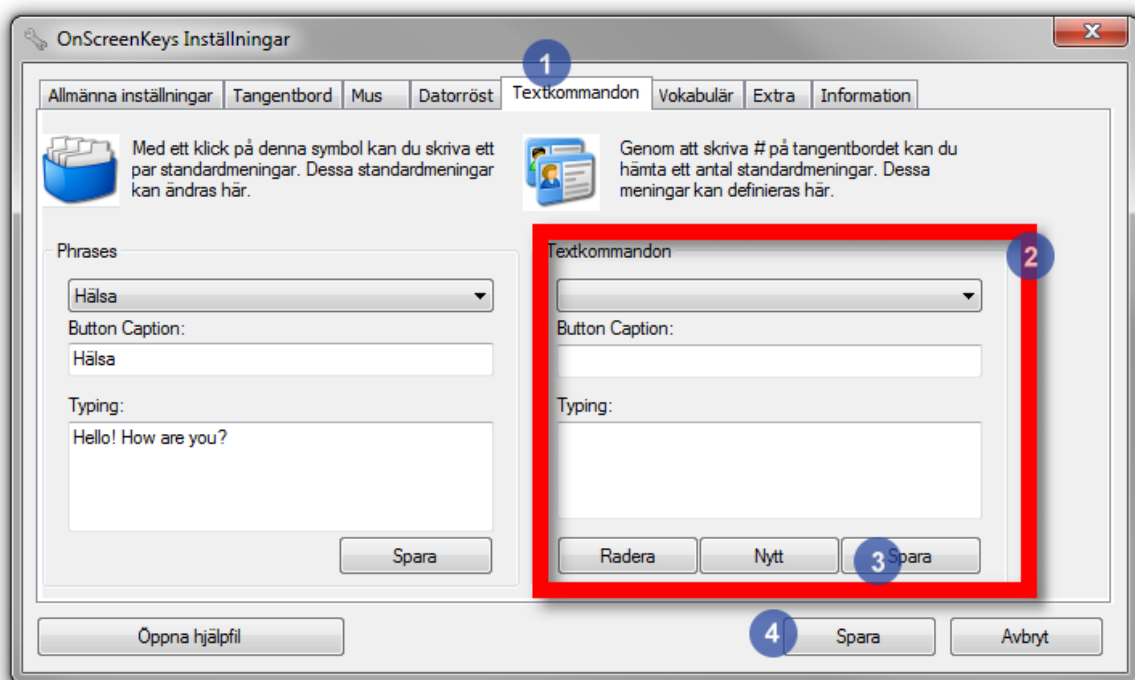 OnScreenKeys Inställningar
1
Allmänna inställningar Tangentbord Mus Datorröst Textkommandon Vokabulär Extra Information
Med ett klick på denna symbol kan du skriva ett
par standardmeningar. Dessa standardmeningar
kan ändras här.
Genom att skriva # på tangentbordet kan du
hämta ett antal standardmeningar. Dessa
meningar kan definieras här.
Phrases
Hälsa
Button Caption:
Hälsa
Typing:
Hello! How are you?
Spara
2
Textkommandon
Button Caption:
Typing:
Radera Nytt 3 Spara
Öppna hjälpfil 4 Spara Avbryt